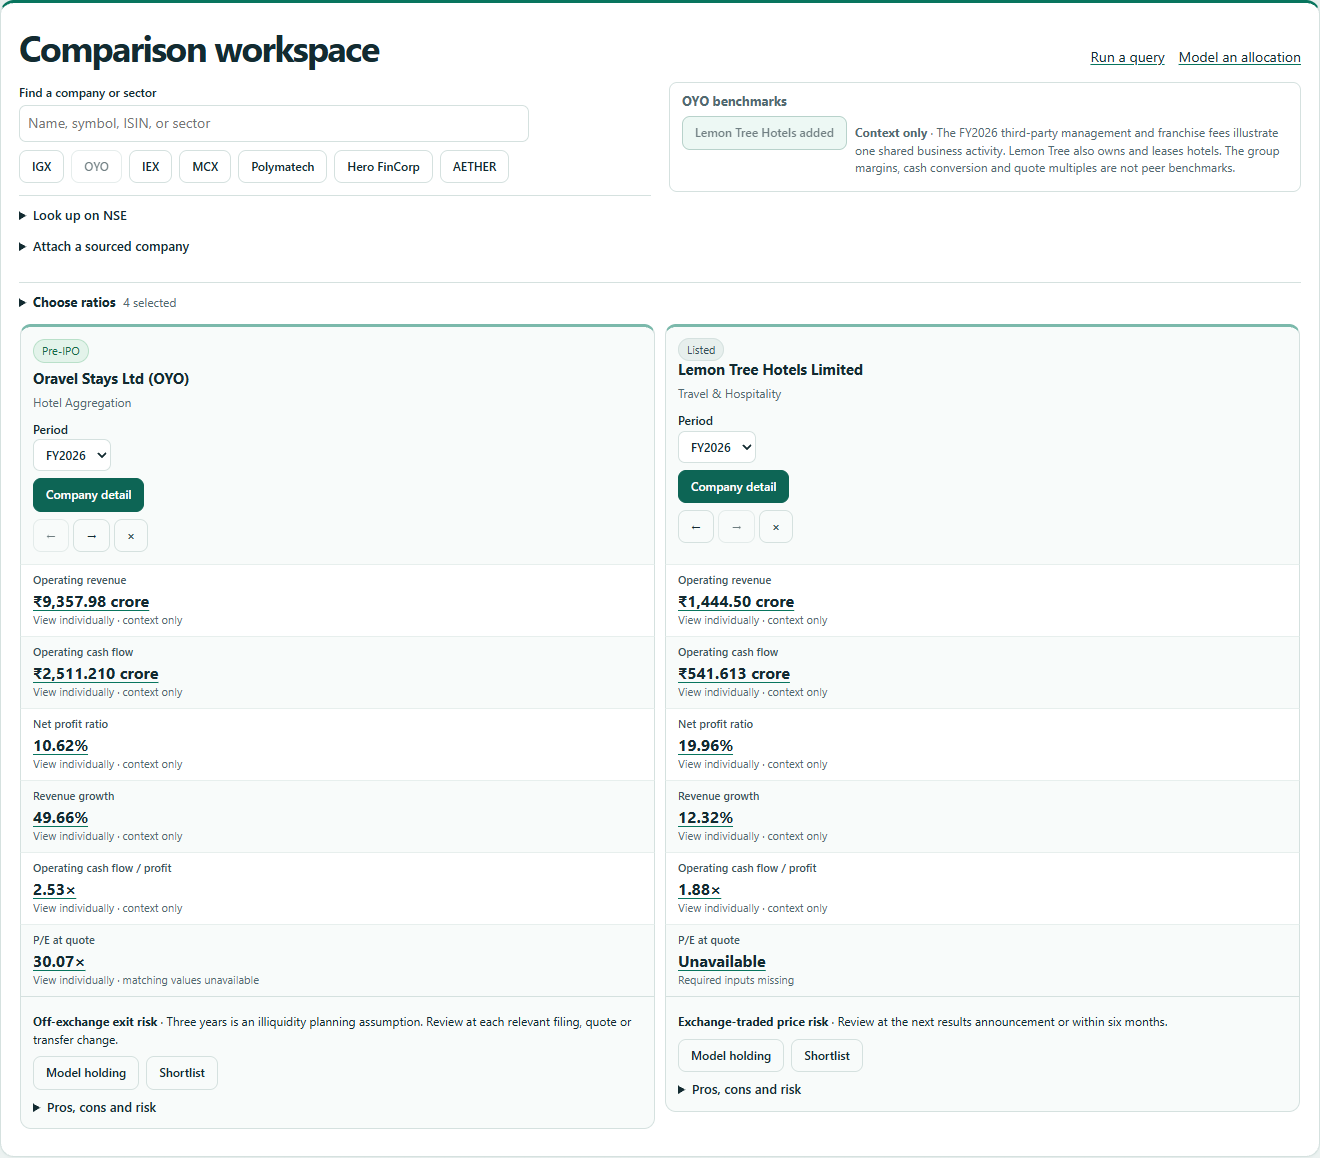 Comparison workspace
Run a query Model an allocation
Find a company or sector
Name, symbol, ISIN, or sector
IGX OYO IEX MCX Polymatech Hero FinCorp AETHER
OYO benchmarks
Lemon Tree Hotels added
Context only · The FY2026 third-party management and franchise fees illustrate
one shared business activity. Lemon Tree also owns and leases hotels. The group
margins, cash conversion and quote multiples are not peer benchmarks.
Look up on NSE
Attach a sourced company
Choose ratios 4 selected
Pre-IPO
Oravel Stays Ltd (OYO)
Hotel Aggregation
Period
FY2026
Company detail
← → ×
Operating revenue
₹9,357.98 crore
View individually · context only
Operating cash flow
₹2,511.210 crore
View individually · context only
Net profit ratio
10.62%
View individually · context only
Revenue growth
49.66%
View individually · context only
Operating cash flow / profit
2.53×
View individually · context only
P/E at quote
30.07×
View individually · matching values unavailable
Off-exchange exit risk · Three years is an illiquidity planning assumption. Review at each relevant filing, quote or
transfer change.
Model holding Shortlist
Pros, cons and risk
Listed
Lemon Tree Hotels Limited
Travel & Hospitality
Period
FY2026
Company detail
← → ×
Operating revenue
₹1,444.50 crore
View individually · context only
Operating cash flow
₹541.613 crore
View individually · context only
Net profit ratio
19.96%
View individually · context only
Revenue growth
12.32%
View individually · context only
Operating cash flow / profit
1.88×
View individually · context only
P/E at quote
Unavailable
Required inputs missing
Exchange-traded price risk · Review at the next results announcement or within six months.
Model holding Shortlist
Pros, cons and risk